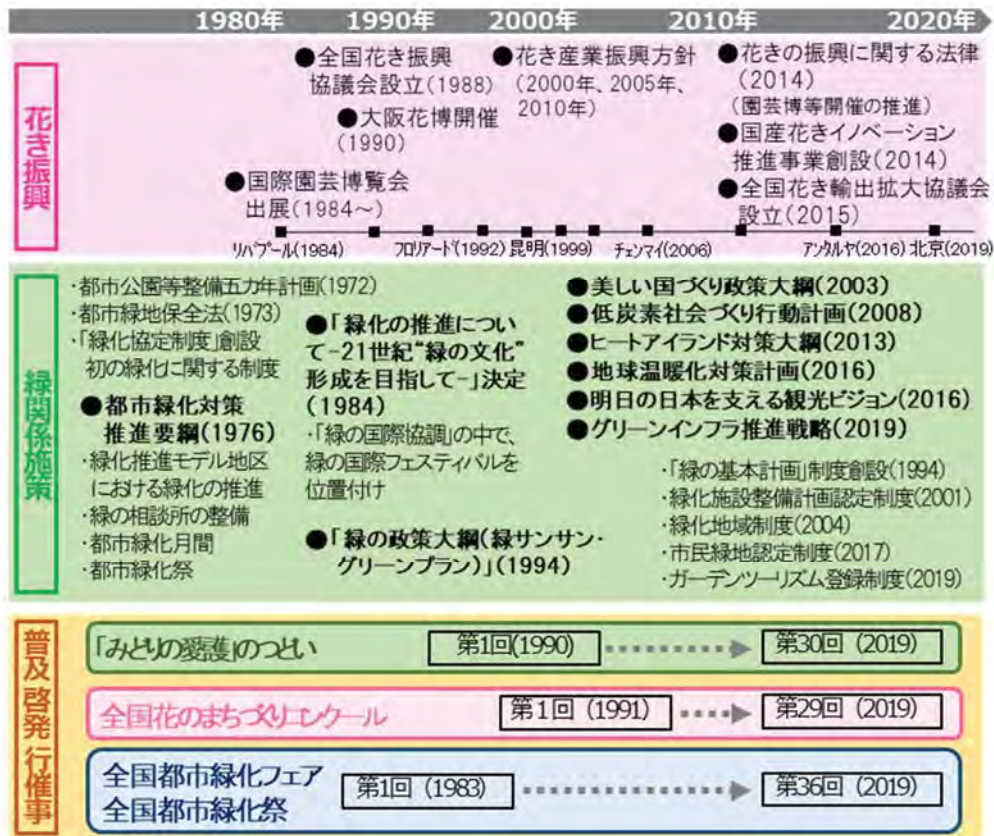 1980年 1990年 2000年 2010年 2020年
花き振興
●全国花き振興
協議会設立(1988)
●大阪花博開催
(1990)
●国際園芸博覧会
出展(1984～)
●花き産業振興方針
(2000年、2005年、
2010年)
●花きの振興に関する法律
(2014)
(園芸博等開催の推進)
●国産花きイノベーション
推進事業創設(2014)
●全国花き輸出拡大協議会
設立(2015)
リバプール(1984) フロリアード(1992) 昆明(1999) チェンマイ(2006) アンタルヤ(2016) 北京(2019)
緑関係施策
・都市公園等整備五カ年計画(1972)
・都市緑地保全法(1973)
・「緑化協定制度」創設
初の緑化に関する制度
●都市緑化対策
推進要綱(1976)
・緑化推進モデル地区
における緑化の推進
・緑の相談所の整備
・都市緑化月間
・都市緑化祭
●「緑化の推進につい
て-21世紀“緑の文化”
形成を目指して-」決定
(1984)
・「緑の国際協調」の中で、
緑の国際フェスティバルを
位置付け
●「緑の政策大綱(緑サンサン・
グリーンプラン)」(1994)
●美しい国づくり政策大綱(2003)
●低炭素社会づくり行動計画(2008)
●ヒートアイランド対策大綱(2013)
●地球温暖化対策計画(2016)
●明日の日本を支える観光ビジョン(2016)
●グリーンインフラ推進戦略(2019)
・「緑の基本計画」制度創設(1994)
・緑化施設整備計画認定制度(2001)
・緑化地域制度(2004)
・市民緑地認定制度(2017)
・ガーデンツーリズム登録制度(2019)
普及啓発行催事
「みどりの愛護」のつどい 第1回(1990) 第30回(2019)
全国花のまちづくりコンクール 第1回(1991) 第29回(2019)
全国都市緑化フェア
全国都市緑化祭
第1回(1983) 第36回(2019)